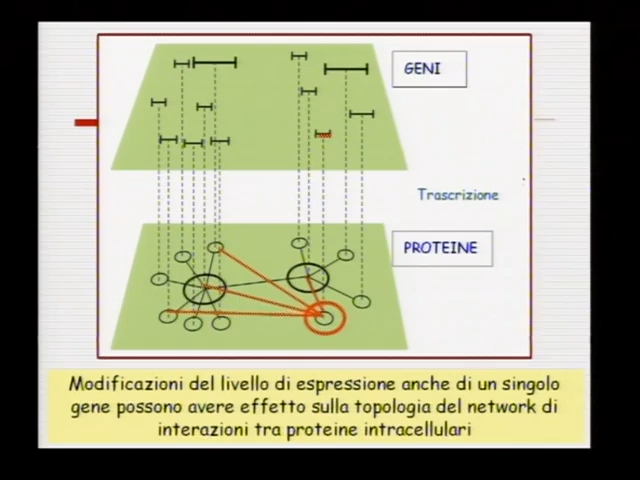 GENI
Trascrizione
PROTEINE
Modificazioni del livello di espressione anche di un singolo
gene possono avere effetto sulla topologia del network di
interazioni tra proteine intracellulari